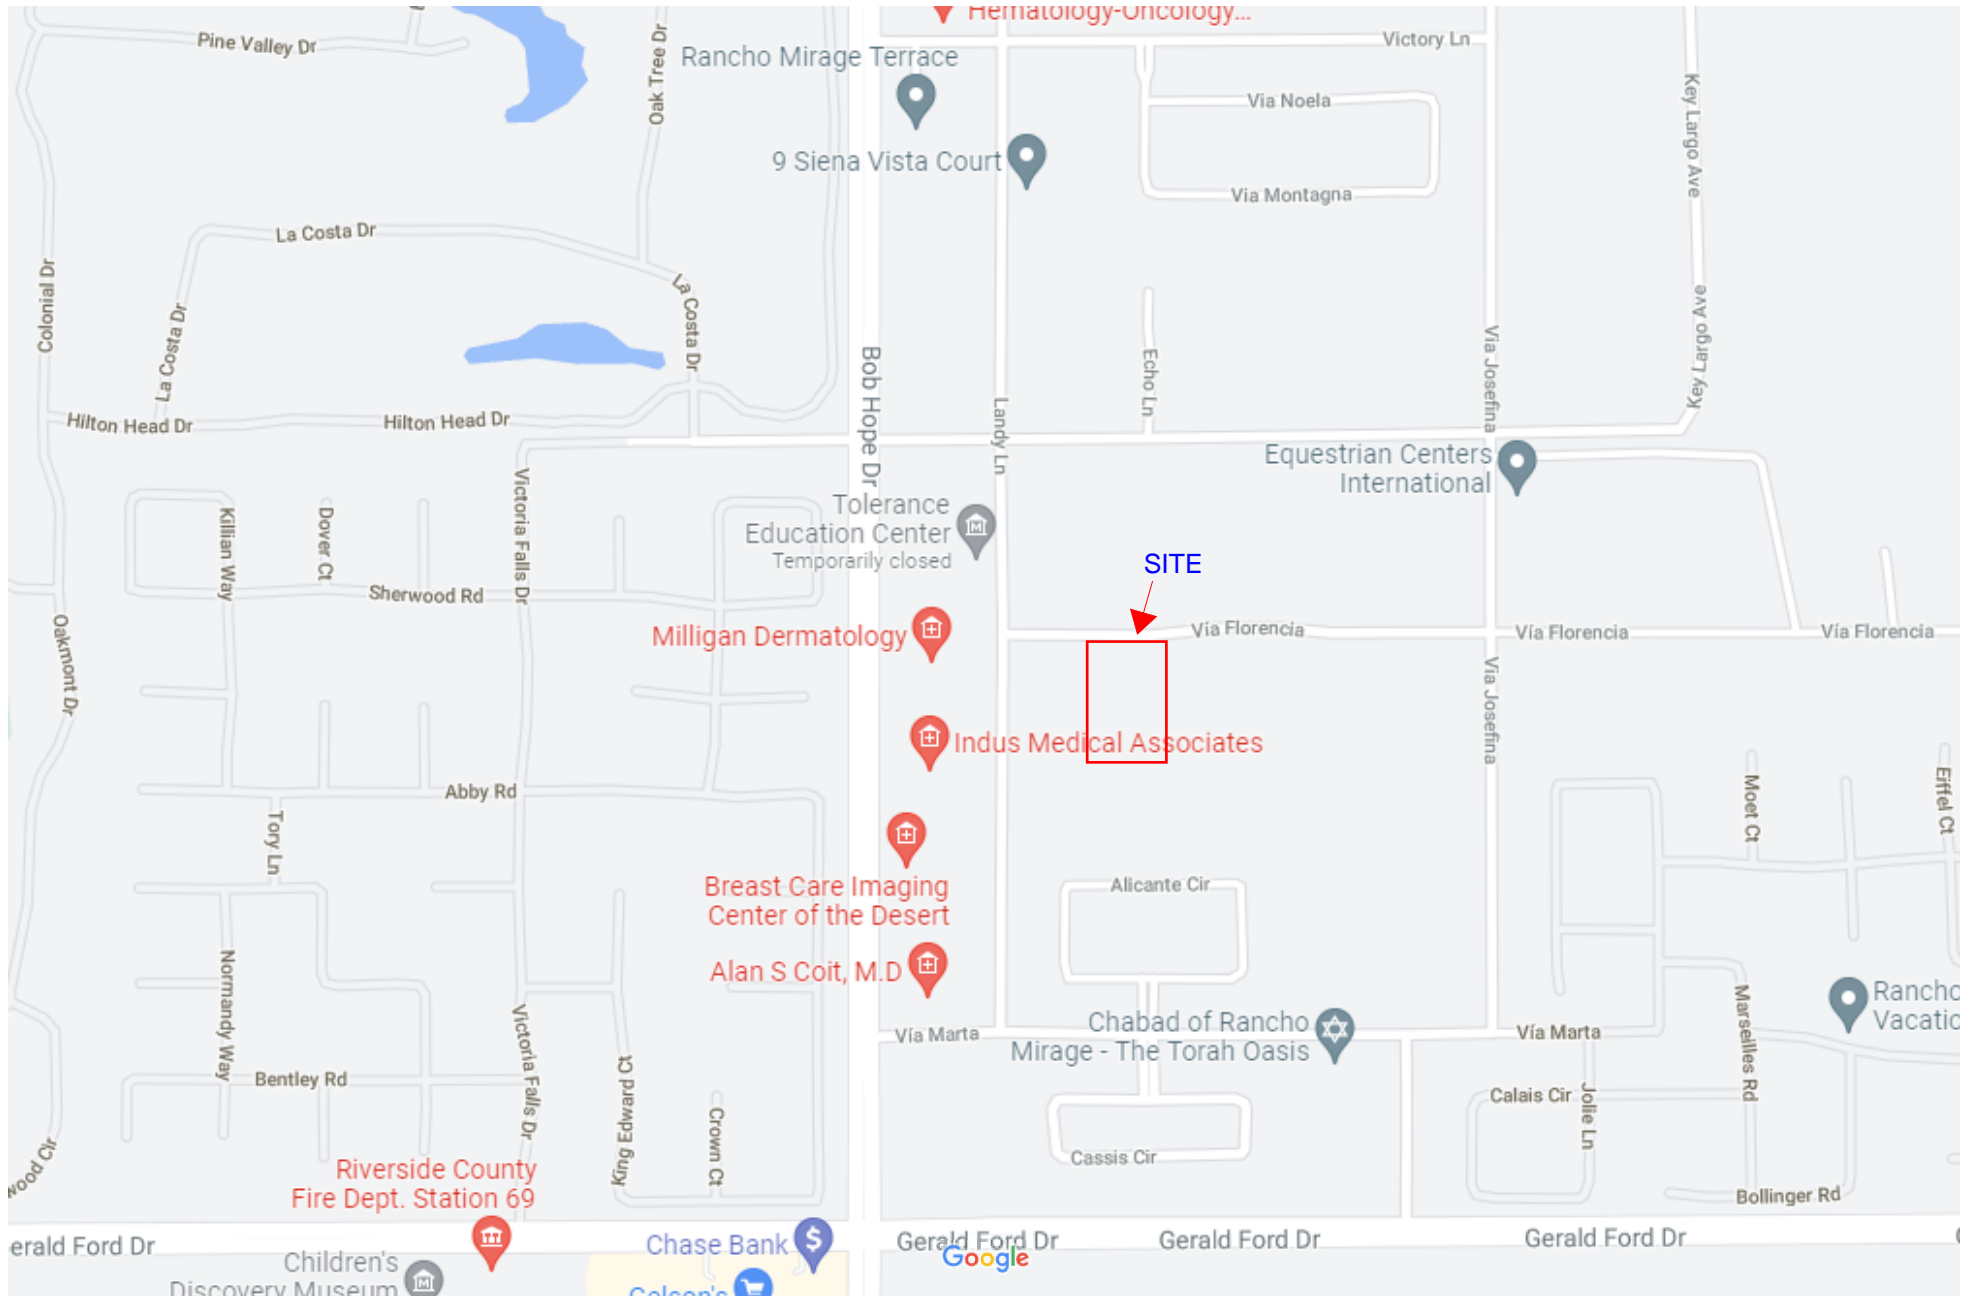 Hematology-Oncology...
Pine Valley Dr
Oak Tree Dr
Rancho Mirage Terrace
Victory Ln
Via Noela
Key Largo Ave
9 Siena Vista Court
Via Montagna
La Costa Dr
Colonial Dr
La Costa Dr
La Costa Dr
Key Largo Ave
Bob Hope Dr
Echo Ln
Via Josefina
Landy Ln
Hilton Head Dr
Hilton Head Dr
Equestrian Centers
International
Victoria Falls Dr
Killian Way
Dover Ct
Tolerance
Education Center
Temporarily closed
SITE
Sherwood Rd
Oakmont Dr
Milligan Dermatology
Vía Florencia
Vía Florencia
Vía Florencia
Via Josefina
Indus Medical Associates
Abby Rd
Tory Ln
Moet Ct
Eiffel Ct
Breast Care Imaging
Center of the Desert
Alicante Cir
Alan S Coit, M.D
Normandy Way
Victoria Falls Dr
Marseilles Rd
Rancho
Vacatio
Vía Marta
Chabad of Rancho
Mirage - The Torah Oasis
Vía Marta
Bentley Rd
King Edward Ct
Crown Ct
Calais Cir
Jolie Ln
wood Cir
Cassis Cir
Riverside County
Fire Dept. Station 69
Bollinger Rd
erald Ford Dr
Chase Bank
Gerald Ford Dr
Gerald Ford Dr
Gerald Ford Dr
Google
Children's
Discovery Museum